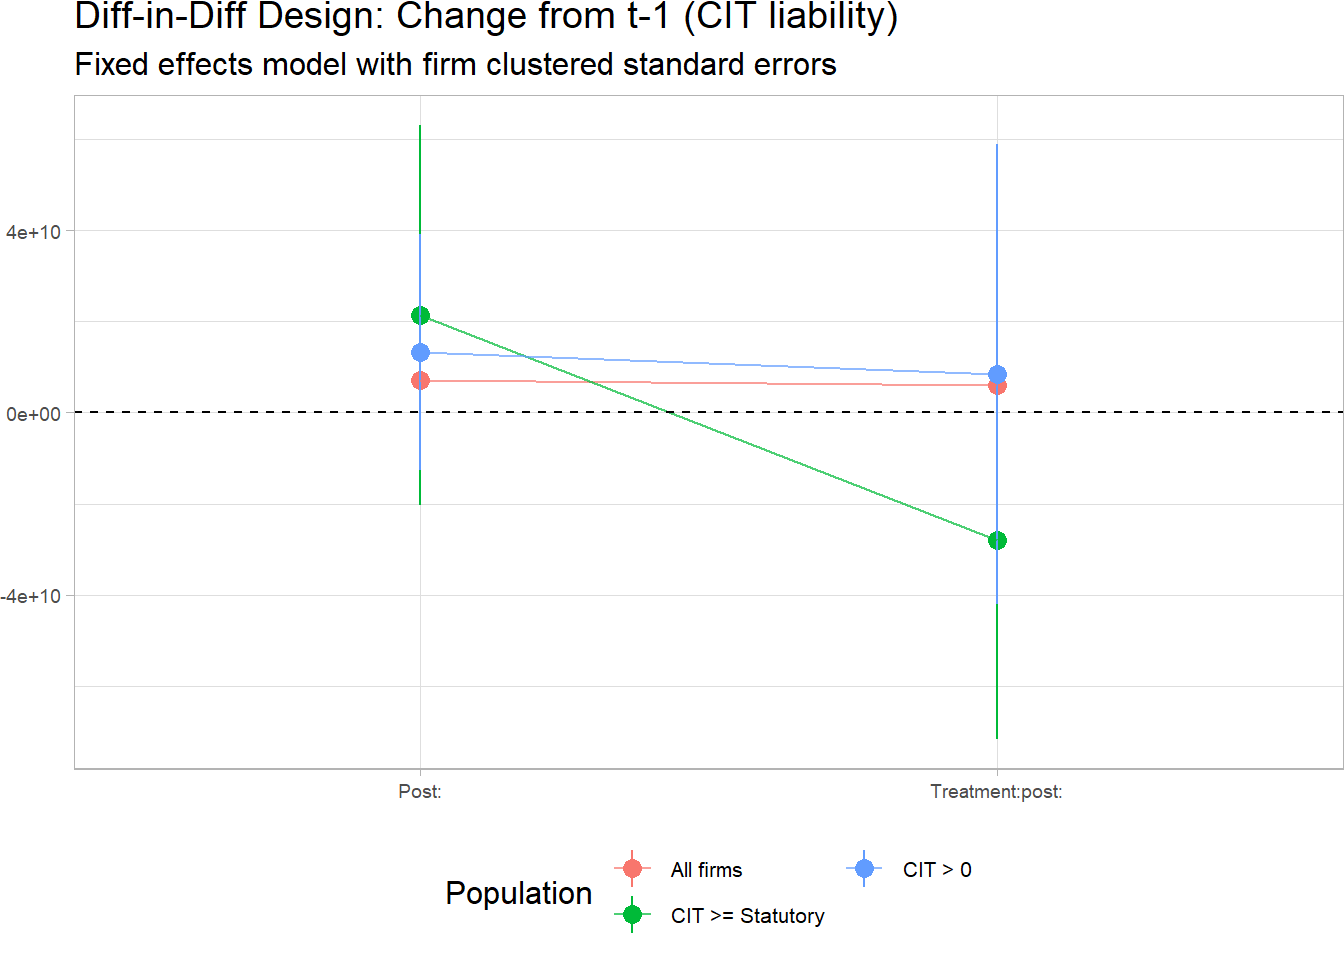 Diff-in-Diff Design: Change from t-1 (CIT liability)
Fixed effects model with firm clustered standard errors
4e+10
0e+00
-4e+10
Post:
Treatment:post:
Population
All firms
CIT > 0
CIT >= Statutory